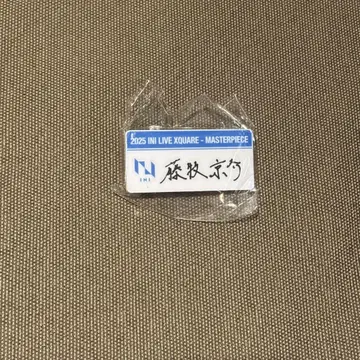 2025 INI LIVE XQUARE - MASTERPIECE
INI
藤牧京介